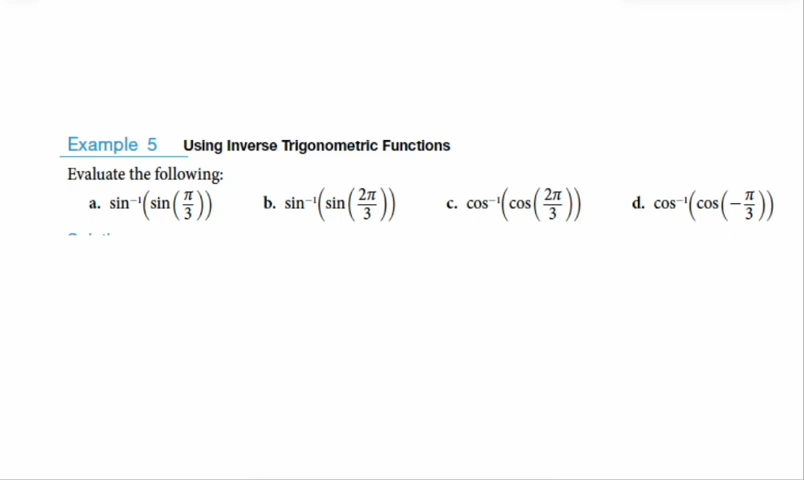 Example 5 Using Inverse Trigonometric Functions
Evaluate the following:
a. sin⁻¹(sin(π/3)) b. sin⁻¹(sin(2π/3)) c. cos⁻¹(cos(2π/3)) d. cos⁻¹(cos(−π/3))